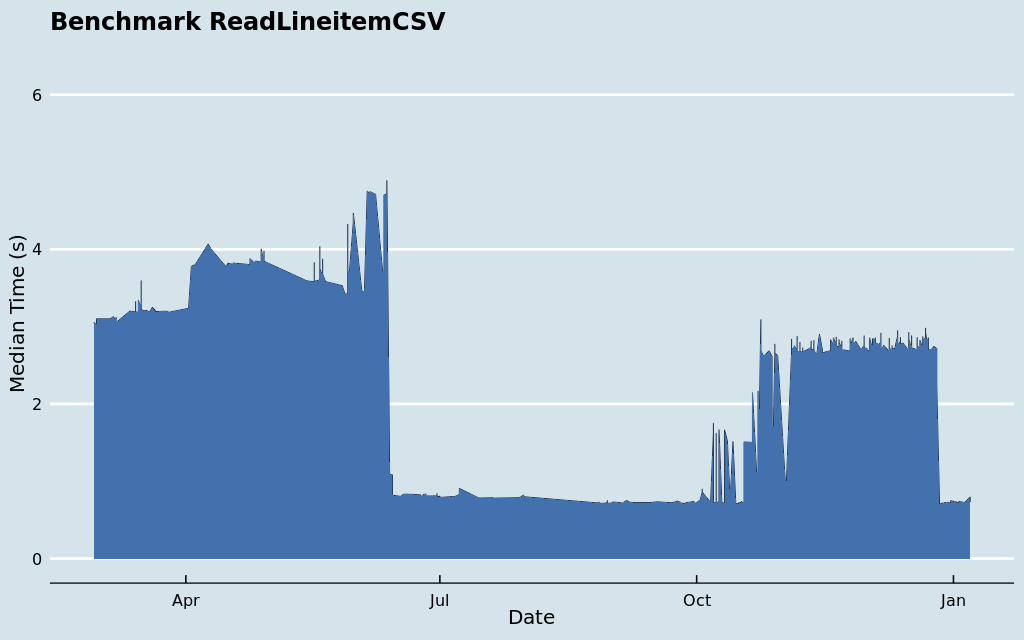 Benchmark ReadLineitemCSV
6
4
2
0
Median Time (s)
Apr
Jul
Oct
Jan
Date